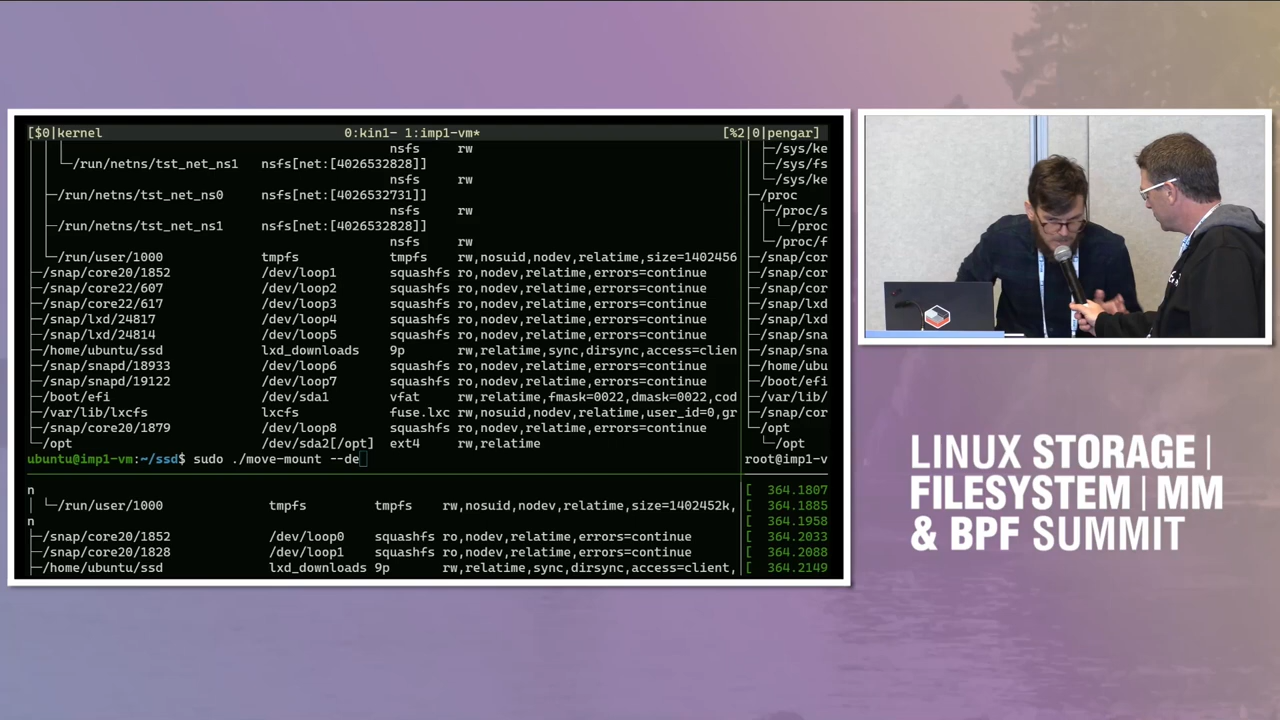 [$0|kernel 0:kin1- 1:imp1-vm* [%2|0|pengar]
nsfs rw
└─/run/netns/tst_net_ns1 nsfs[net:[4026532828]]
nsfs rw
├─/run/netns/tst_net_ns0 nsfs[net:[4026532731]]
nsfs rw
├─/run/netns/tst_net_ns1 nsfs[net:[4026532828]]
nsfs rw
└─/run/user/1000 tmpfs tmpfs rw,nosuid,nodev,relatime,size=1402456
├─/snap/core20/1852 /dev/loop1 squashfs ro,nodev,relatime,errors=continue
├─/snap/core22/607 /dev/loop2 squashfs ro,nodev,relatime,errors=continue
├─/snap/core22/617 /dev/loop3 squashfs ro,nodev,relatime,errors=continue
├─/snap/lxd/24817 /dev/loop4 squashfs ro,nodev,relatime,errors=continue
├─/snap/lxd/24814 /dev/loop5 squashfs ro,nodev,relatime,errors=continue
├─/home/ubuntu/ssd lxd_downloads 9p rw,relatime,sync,dirsync,access=clien
├─/snap/snapd/18933 /dev/loop6 squashfs ro,nodev,relatime,errors=continue
├─/snap/snapd/19122 /dev/loop7 squashfs ro,nodev,relatime,errors=continue
├─/boot/efi /dev/sda1 vfat rw,relatime,fmask=0022,dmask=0022,cod
├─/var/lib/lxcfs lxcfs fuse.lxc rw,nosuid,nodev,relatime,user_id=0,gr
├─/snap/core20/1879 /dev/loop8 squashfs ro,nodev,relatime,errors=continue
└─/opt /dev/sda2[/opt] ext4 rw,relatime
ubuntu@imp1-vm:~/ssd$ sudo ./move-mount --de
├─/sys/ke
├─/sys/fs
└─/sys/ke
├─/proc
├─/proc/s
└─/proc
└─/proc/f
├─/snap/cor
├─/snap/cor
├─/snap/cor
├─/snap/lxd
├─/snap/lxd
├─/snap/sna
├─/snap/sna
├─/home/ubu
├─/boot/efi
├─/var/lib/
├─/snap/cor
└─/opt
└─/opt
root@imp1-v
n
│ └─/run/user/1000 tmpfs tmpfs rw,nosuid,nodev,relatime,size=1402452k,
n
├─/snap/core20/1852 /dev/loop0 squashfs ro,nodev,relatime,errors=continue
├─/snap/core20/1828 /dev/loop1 squashfs ro,nodev,relatime,errors=continue
├─/home/ubuntu/ssd lxd_downloads 9p rw,relatime,sync,dirsync,access=client,
[ 364.1807
[ 364.1885
[ 364.1958
[ 364.2033
[ 364.2088
[ 364.2149
LINUX STORAGE |
FILESYSTEM | MM
& BPF SUMMIT